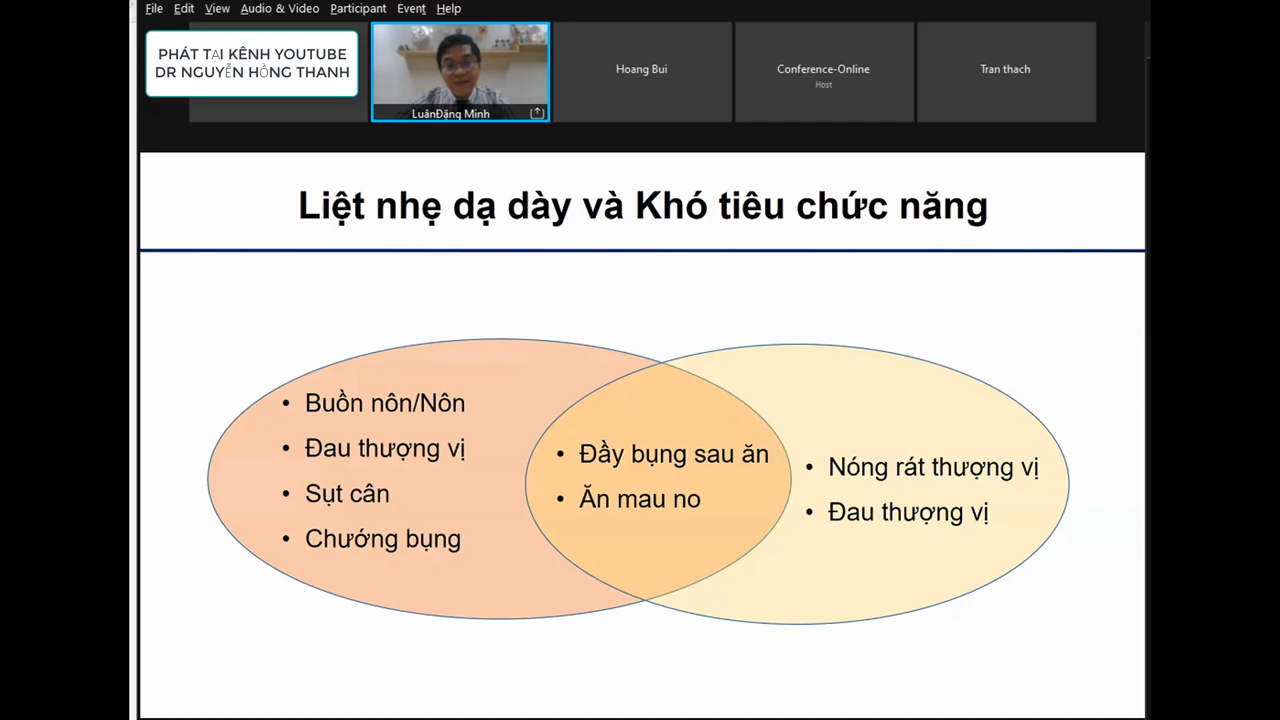 File Edit View Audio & Video Participant Event Help
PHÁT TẠI KÊNH YOUTUBE
DR NGUYỄN HỒNG THANH
LuânĐặng Minh
Hoang Bui
Conference-Online
Host
Tran thach
Liệt nhẹ dạ dày và Khó tiêu chức năng
• Buồn nôn/Nôn
• Đau thượng vị
• Sụt cân
• Chướng bụng
• Đầy bụng sau ăn
• Ăn mau no
• Nóng rát thượng vị
• Đau thượng vị